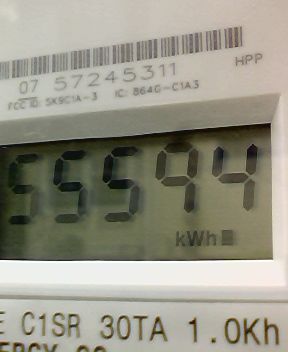 07 57245311
HPP
FCC ID: SK9C1A-3 IC: 864G-C1A3
55594
kWh
C1SR 30TA 1.0Kh